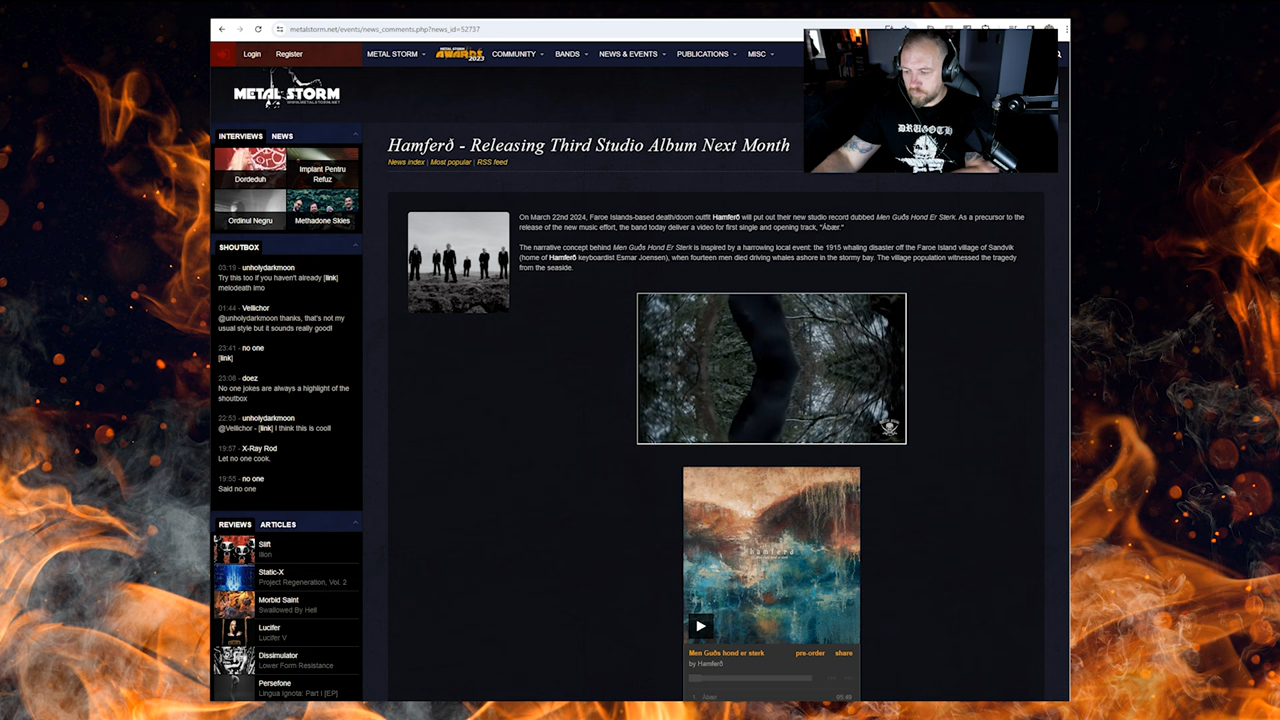 metalstorm.net/events/news_comments.php?news_id=52737
Login Register
METAL STORM
METAL STORM AWARDS 2023
COMMUNITY BANDS NEWS & EVENTS PUBLICATIONS MISC
METAL STORM
WWW.METALSTORM.NET
DRUGOTH
INTERVIEWS NEWS
Dordeduh
Implant Pentru
Refuz
Ordinul Negru
Methadone Skies
SHOUTBOX
03:19 - unholydarkmoon
Try this too if you haven't already [link]
melodeath imo
01:44 - Vellichor
@unholydarkmoon thanks, that's not my
usual style but it sounds really good!
23:41 - no one
[link]
23:08 - doez
No one jokes are always a highlight of the
shoutbox
22:53 - unholydarkmoon
@Vellichor - [link] I think this is cool!
19:57 - X-Ray Rod
Let no one cook.
19:55 - no one
Said no one
REVIEWS ARTICLES
Slift
Ilion
Static-X
Project Regeneration, Vol. 2
Morbid Saint
Swallowed By Hell
Lucifer
Lucifer V
Dissimulator
Lower Form Resistance
Persefone
Lingua Ignota: Part I [EP]
Hamferð - Releasing Third Studio Album Next Month
News index | Most popular | RSS feed
On March 22nd 2024, Faroe Islands-based death/doom outfit Hamferð will put out their new studio record dubbed Men Guðs Hond Er Sterk. As a precursor to the
release of the new music effort, the band today deliver a video for first single and opening track, "Ábær."
The narrative concept behind Men Guðs Hond Er Sterk is inspired by a harrowing local event: the 1915 whaling disaster off the Faroe Island village of Sandvík
(home of Hamferð keyboardist Esmar Joensen), when fourteen men died driving whales ashore in the stormy bay. The village population witnessed the tragedy
from the seaside.
hamferð
Men Guðs hond er sterk pre-order share
by Hamferð
1. Ábær 05:49